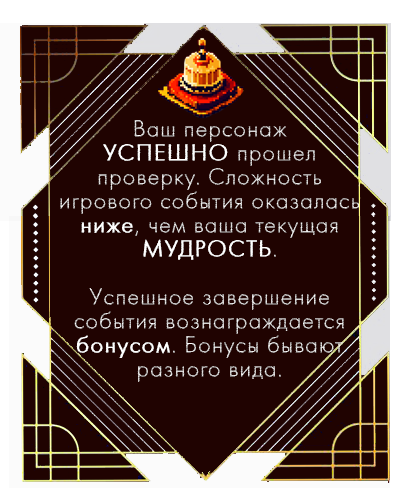 Ваш персонаж
УСПЕШНО прошел
проверку. Сложность
игрового события оказалась
ниже, чем ваша текущая
МУДРОСТЬ.
Успешное завершение
события вознаграждается
бонусом. Бонусы бывают
разного вида.